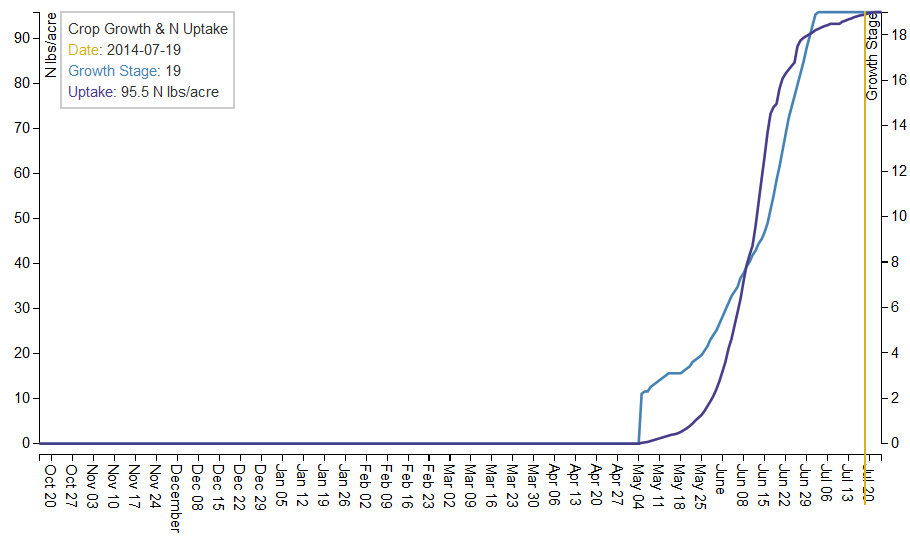 Crop Growth & N Uptake
Date: 2014-07-19
Growth Stage: 19
Uptake: 95.5 N lbs/acre
N lbs/acre
90
80
70
60
50
40
30
20
10
0
Growth Stage
18
16
14
12
10
8
6
4
2
0
Oct 20
Oct 27
Nov 03
Nov 10
Nov 17
Nov 24
December
Dec 08
Dec 15
Dec 22
Dec 29
Jan 05
Jan 12
Jan 19
Jan 26
Feb 02
Feb 09
Feb 16
Feb 23
Mar 02
Mar 09
Mar 16
Mar 23
Mar 30
Apr 06
Apr 13
Apr 20
Apr 27
May 04
May 11
May 18
May 25
June
Jun 08
Jun 15
Jun 22
Jun 29
Jul 06
Jul 13
Jul 20